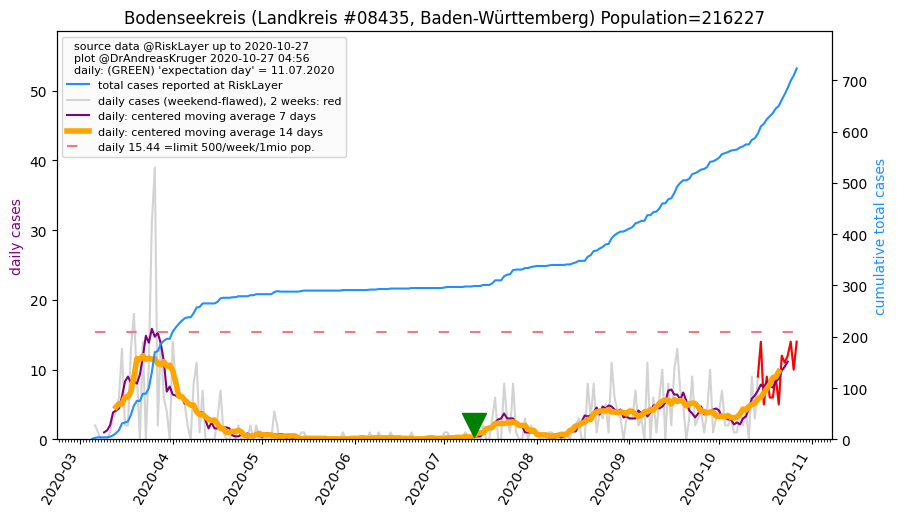 Bodenseekreis (Landkreis #08435, Baden-Württemberg) Population=216227
source data @RiskLayer up to 2020-10-27
plot @DrAndreasKruger 2020-10-27 04:56
daily: (GREEN) 'expectation day' = 11.07.2020
total cases reported at RiskLayer
daily cases (weekend-flawed), 2 weeks: red
daily: centered moving average 7 days
daily: centered moving average 14 days
daily 15.44 =limit 500/week/1mio pop.
daily cases
50
40
30
20
10
0
cumulative total cases
700
600
500
400
300
200
100
0
2020-03
2020-04
2020-05
2020-06
2020-07
2020-08
2020-09
2020-10
2020-11